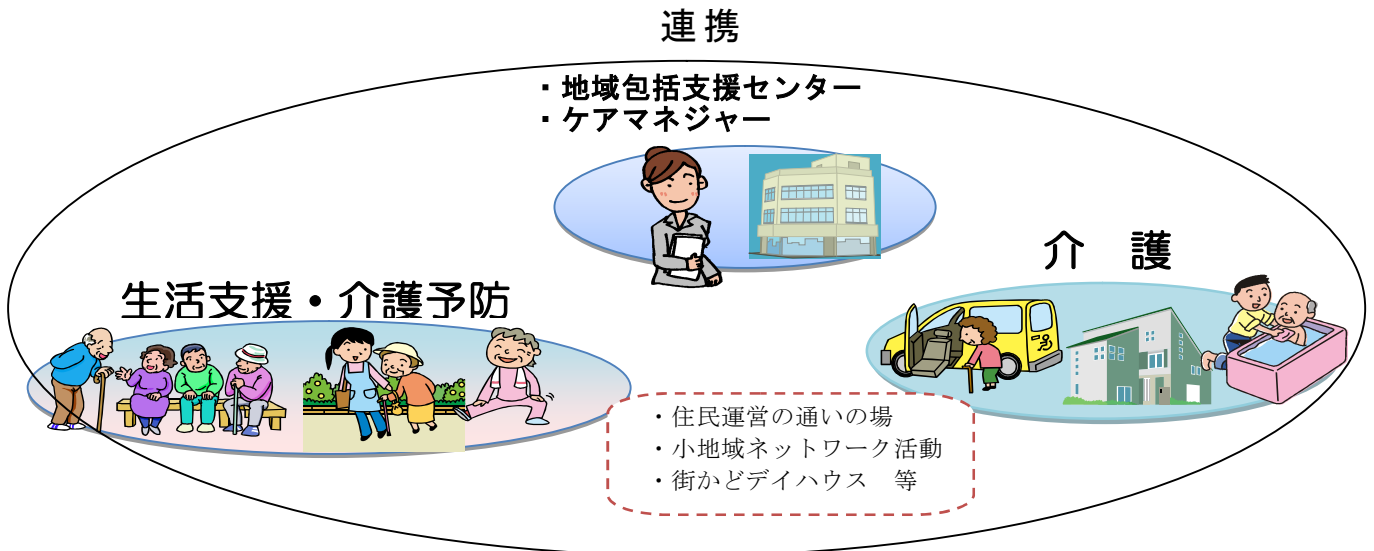 連携
・地域包括支援センター
・ケアマネジャー
介　護
生活支援・介護予防
・住民運営の通いの場
・小地域ネットワーク活動
・街かどデイハウス　等